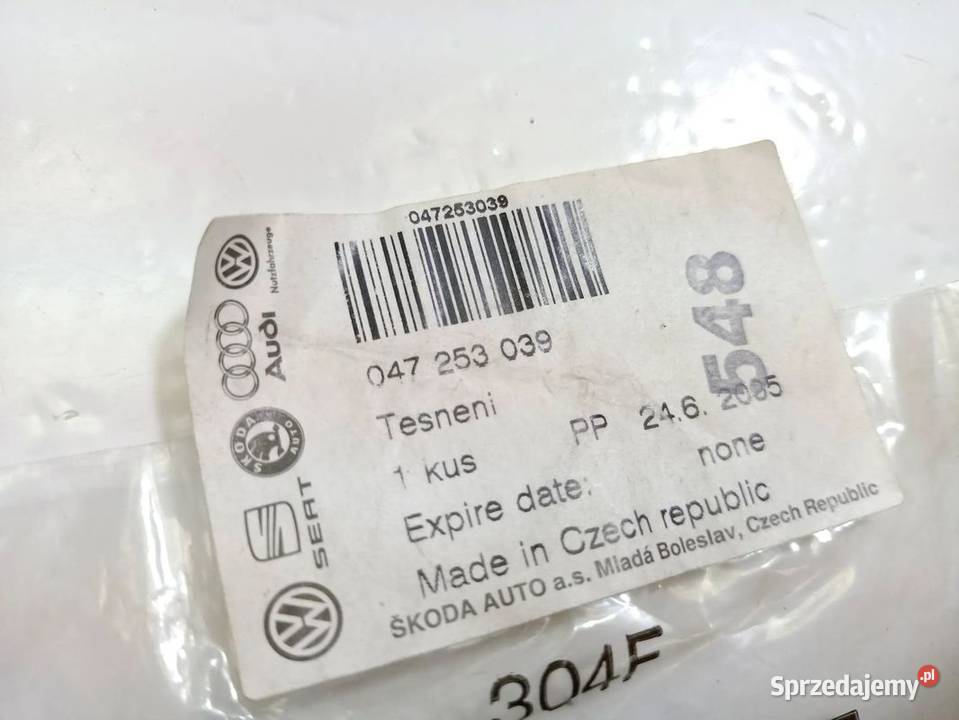 047253039
047 253 039
548
Tesneni
1 kus
PP 24.6. 2005
Expire date: none
Made in Czech republic
ŠKODA AUTO a.s. Mladá Boleslav, Czech Republic
Nutzfahrzeuge
Audi
ŠKODA
AUTO
SEAT
304F
Sprzedajemy.pl